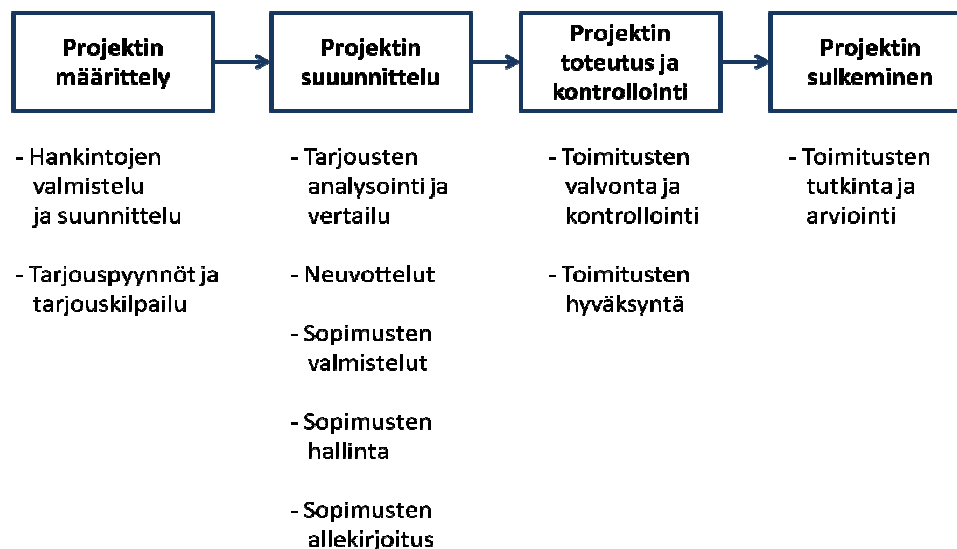 Projektin
määrittely
Projektin
suuunnittelu
Projektin
toteutus ja
kontrollointi
Projektin
sulkeminen
- Hankintojen
valmistelu
ja suunnittelu
- Tarjouspyynnöt ja
tarjouskilpailu
- Tarjousten
analysointi ja
vertailu
- Neuvottelut
- Sopimusten
valmistelut
- Sopimusten
hallinta
- Sopimusten
allekirjoitus
- Toimitusten
valvonta ja
kontrollointi
- Toimitusten
hyväksyntä
- Toimitusten
tutkinta ja
arviointi